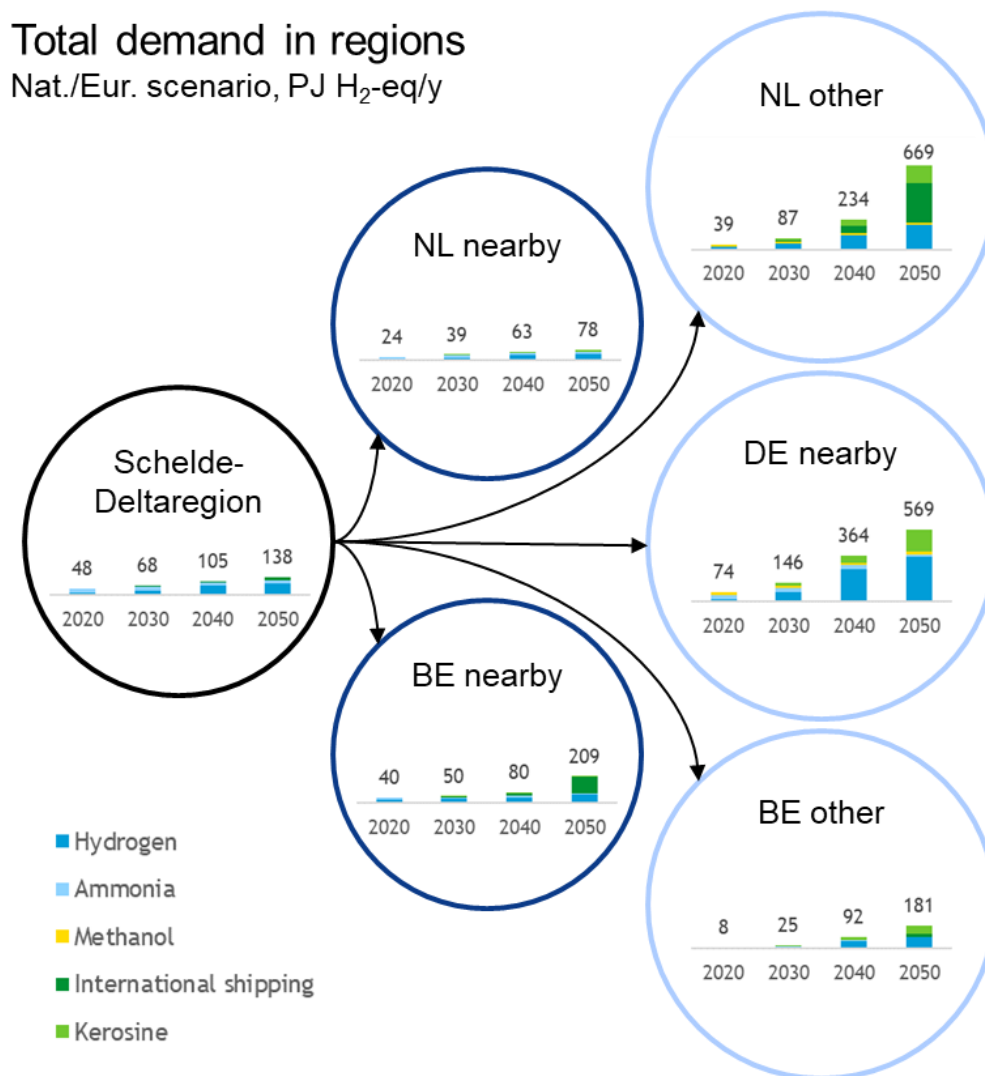 Total demand in regions
Nat./Eur. scenario, PJ H₂-eq/y
NL other
39 87 234 669
2020 2030 2040 2050
NL nearby
24 39 63 78
2020 2030 2040 2050
Schelde-
Deltaregion
48 68 105 138
2020 2030 2040 2050
DE nearby
74 146 364 569
2020 2030 2040 2050
BE nearby
40 50 80 209
2020 2030 2040 2050
BE other
8 25 92 181
2020 2030 2040 2050
Hydrogen
Ammonia
Methanol
International shipping
Kerosine